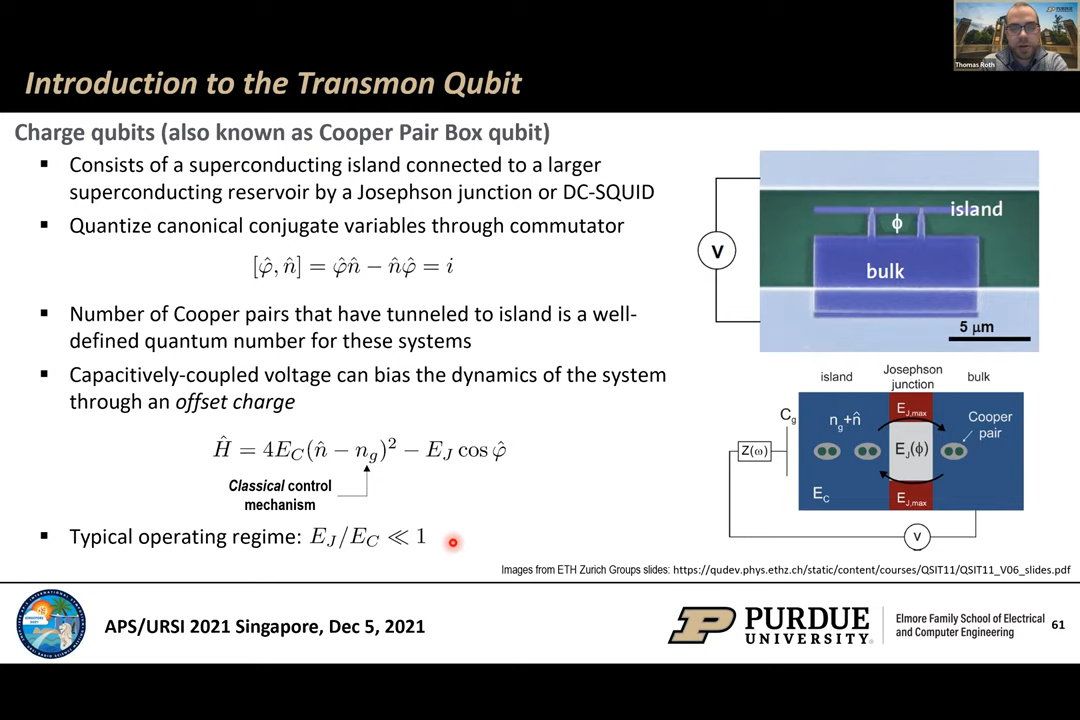 PURDUE
Thomas Roth
Introduction to the Transmon Qubit
Charge qubits (also known as Cooper Pair Box qubit)
▪ Consists of a superconducting island connected to a larger
superconducting reservoir by a Josephson junction or DC-SQUID
▪ Quantize canonical conjugate variables through commutator
[φ̂, n̂] = φ̂n̂ − n̂φ̂ = i
▪ Number of Cooper pairs that have tunneled to island is a well-
defined quantum number for these systems
▪ Capacitively-coupled voltage can bias the dynamics of the system
through an offset charge
Ĥ = 4E_C(n̂ − n_g)² − E_J cos φ̂
Classical control
mechanism
▪ Typical operating regime: E_J/E_C ≪ 1
V
island
ϕ
bulk
5 μm
island
Josephson
junction
bulk
C_g
n_g+n̂
E_J,max
Cooper
pair
Z(ω)
E_J(ϕ)
E_C
E_J,max
V
Images from ETH Zurich Groups slides: https://qudev.phys.ethz.ch/static/content/courses/QSIT11/QSIT11_V06_slides.pdf
APS/URSI 2021 Singapore, Dec 5, 2021
P
PURDUE
UNIVERSITY®
Elmore Family School of Electrical
and Computer Engineering
61